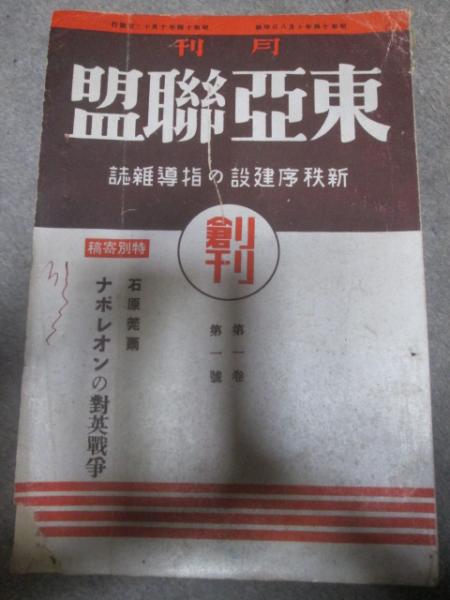 月刊
東亞聯盟
新秩序建設の指導雜誌
創刊
第一卷
第一號
特別寄稿
石原莞爾
ナポレオンの對英戰爭